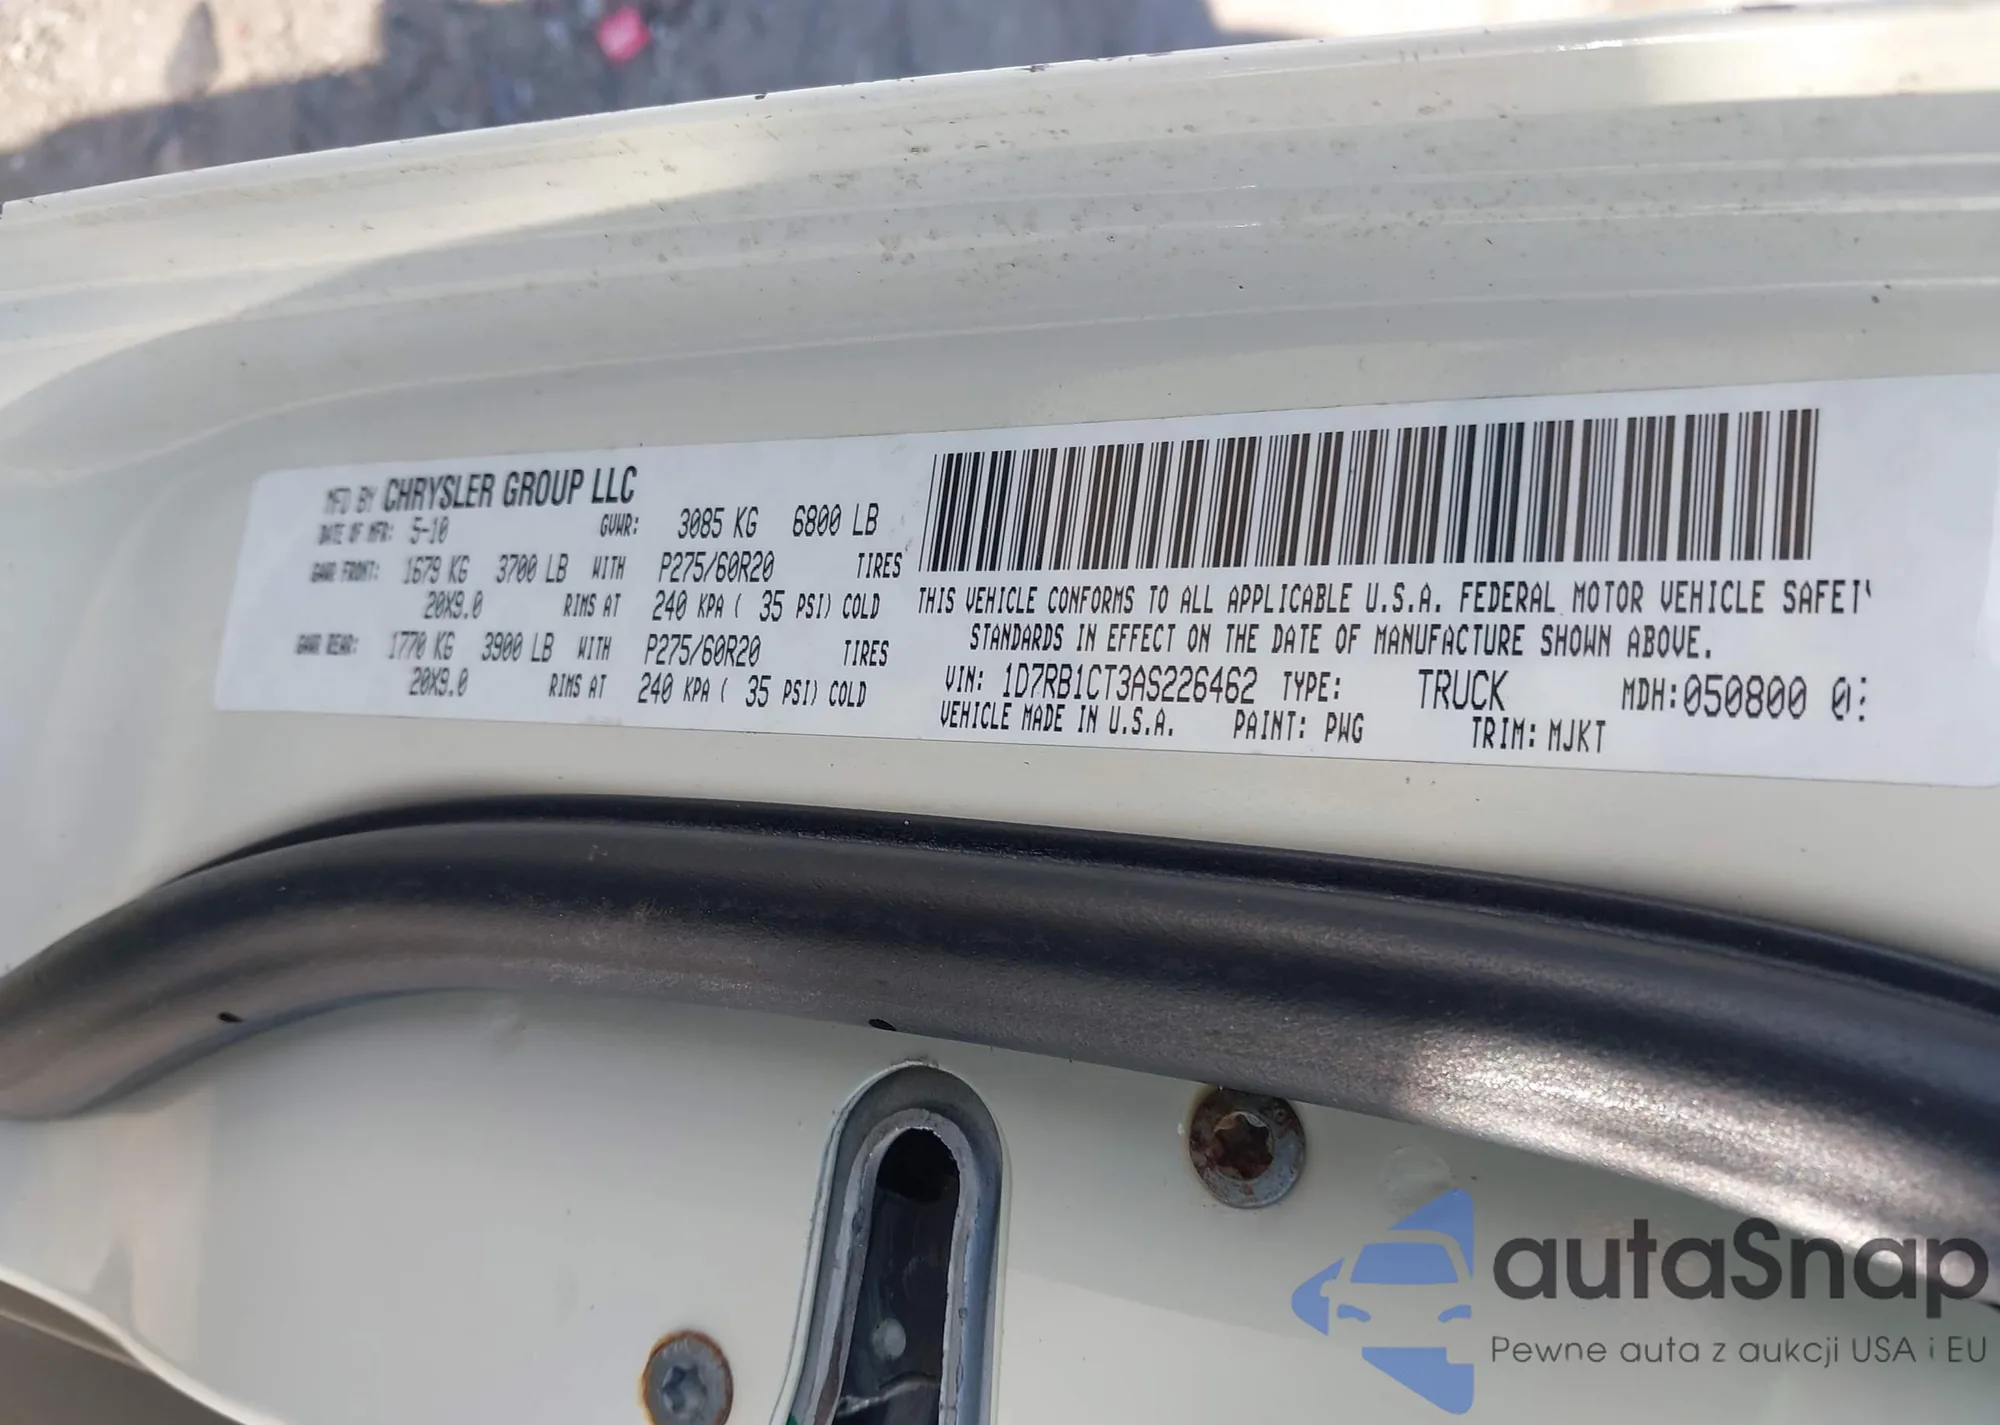 MFD BY CHRYSLER GROUP LLC
DATE OF MFR: 5-10 GVWR: 3085 KG 6800 LB
GAWR FRONT: 1679 KG 3700 LB WITH P275/60R20 TIRES
20X9.0 RIMS AT 240 KPA ( 35 PSI) COLD
GAWR REAR: 1770 KG 3900 LB WITH P275/60R20 TIRES
20X9.0 RIMS AT 240 KPA ( 35 PSI) COLD
THIS VEHICLE CONFORMS TO ALL APPLICABLE U.S.A. FEDERAL MOTOR VEHICLE SAFETY
STANDARDS IN EFFECT ON THE DATE OF MANUFACTURE SHOWN ABOVE.
VIN: 1D7RB1CT3AS226462 TYPE: TRUCK MDH: 050800 0
VEHICLE MADE IN U.S.A. PAINT: PWG TRIM: MJKT
autaSnap
Pewne auta z aukcji USA i EU